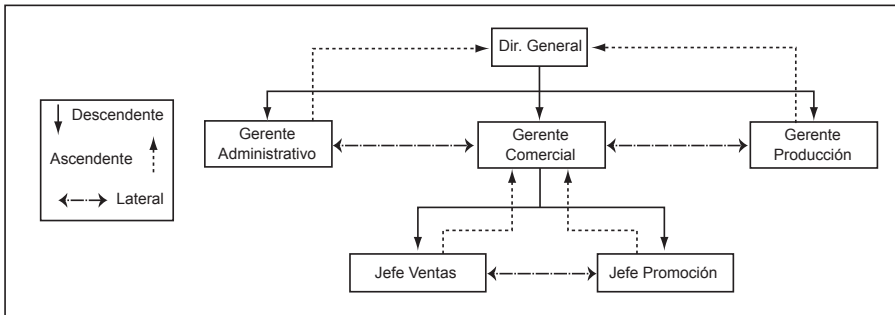 Dir. General
Descendente
Ascendente
Lateral
Gerente
Administrativo
Gerente
Comercial
Gerente
Producción
Jefe Ventas
Jefe Promoción